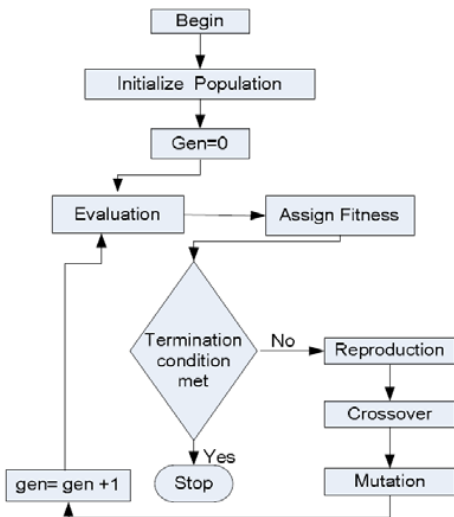 Begin
Initialize Population
Gen=0
Evaluation
Assign Fitness
Termination
condition
met
No
Reproduction
Crossover
Yes
gen= gen +1
Stop
Mutation